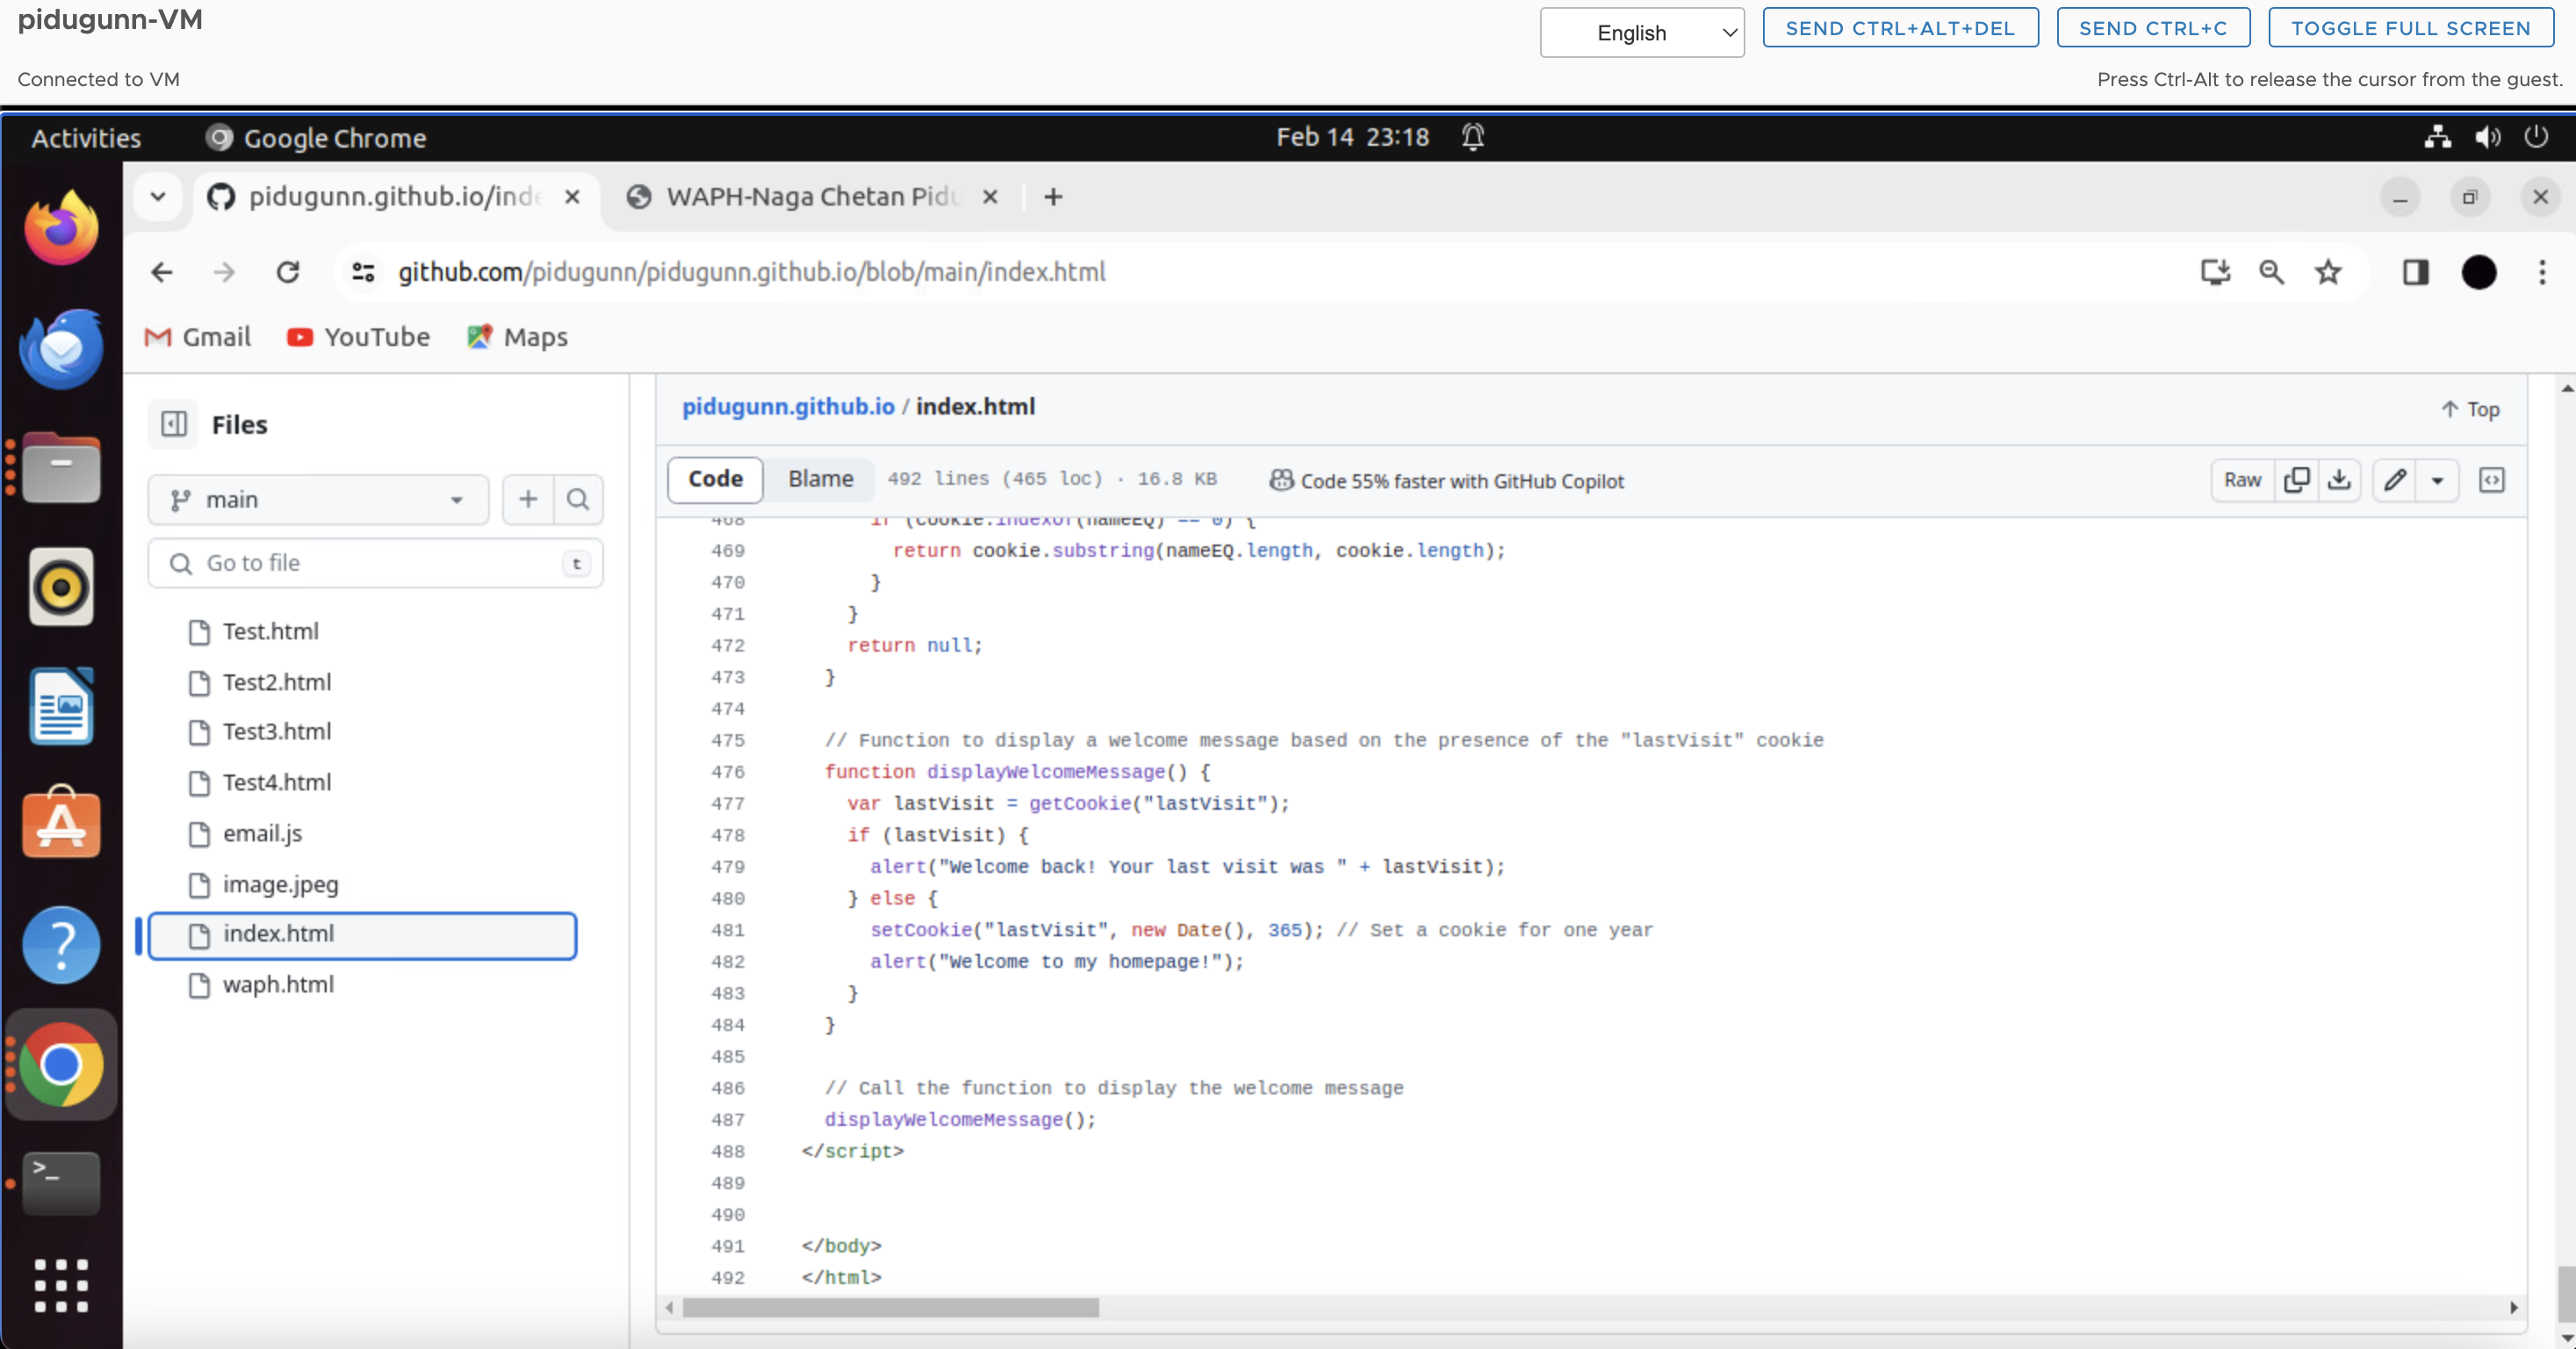 pidugunn-VM
English
SEND CTRL+ALT+DEL
SEND CTRL+C
TOGGLE FULL SCREEN
Connected to VM
Press Ctrl-Alt to release the cursor from the guest.
Activities
Google Chrome
Feb 14 23:18
pidugunn.github.io/inde
WAPH-Naga Chetan Pidu
github.com/pidugunn/pidugunn.github.io/blob/main/index.html
Gmail
YouTube
Maps
Files
main
Go to file
t
Test.html
Test2.html
Test3.html
Test4.html
email.js
image.jpeg
index.html
waph.html
pidugunn.github.io / index.html
Top
Code
Blame
492 lines (465 loc) · 16.8 KB
Code 55% faster with GitHub Copilot
Raw
468 if (cookie.indexOf(nameEQ) == 0) {
469 return cookie.substring(nameEQ.length, cookie.length);
470 }
471 }
472 return null;
473 }
474
475 // Function to display a welcome message based on the presence of the "lastVisit" cookie
476 function displayWelcomeMessage() {
477 var lastVisit = getCookie("lastVisit");
478 if (lastVisit) {
479 alert("Welcome back! Your last visit was " + lastVisit);
480 } else {
481 setCookie("lastVisit", new Date(), 365); // Set a cookie for one year
482 alert("Welcome to my homepage!");
483 }
484 }
485
486 // Call the function to display the welcome message
487 displayWelcomeMessage();
488 </script>
489
490
491 </body>
492 </html>